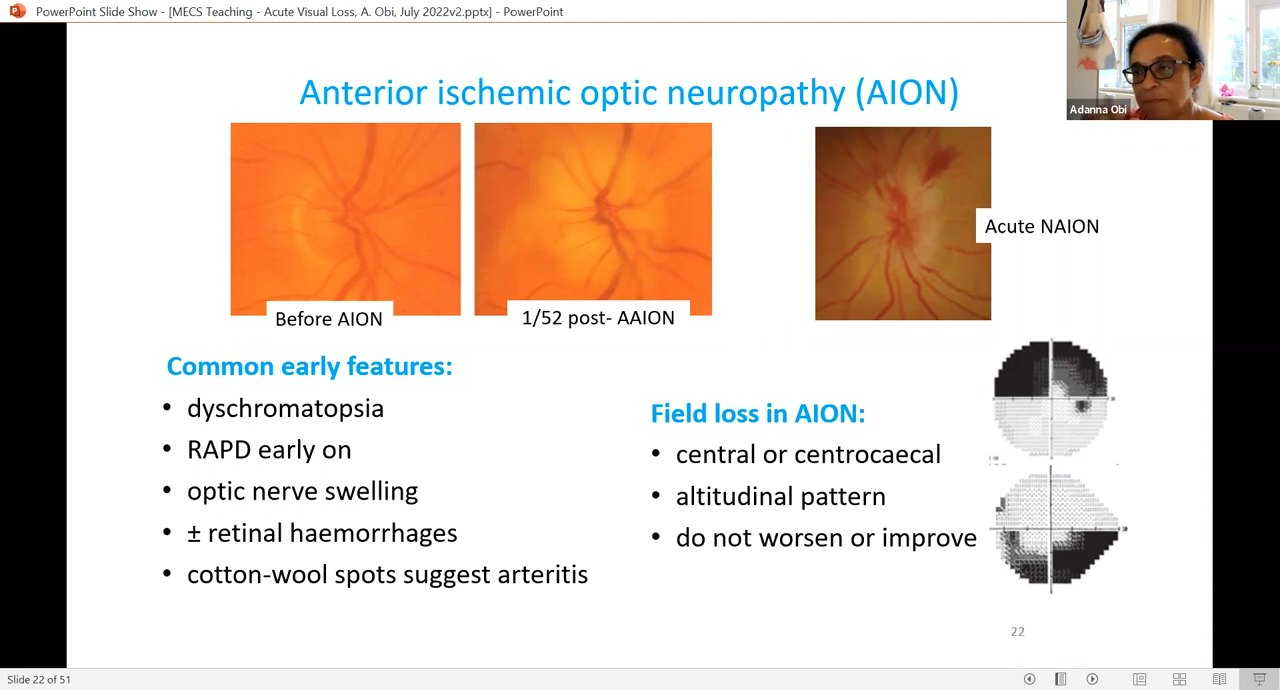 PowerPoint Slide Show - [MECS Teaching - Acute Visual Loss, A. Obi, July 2022v2.pptx] - PowerPoint
Adanna Obi
Anterior ischemic optic neuropathy (AION)
Before AION
1/52 post- AAION
Acute NAION
Common early features:
• dyschromatopsia
• RAPD early on
• optic nerve swelling
• ± retinal haemorrhages
• cotton-wool spots suggest arteritis
Field loss in AION:
• central or centrocaecal
• altitudinal pattern
• do not worsen or improve
22
Slide 22 of 51